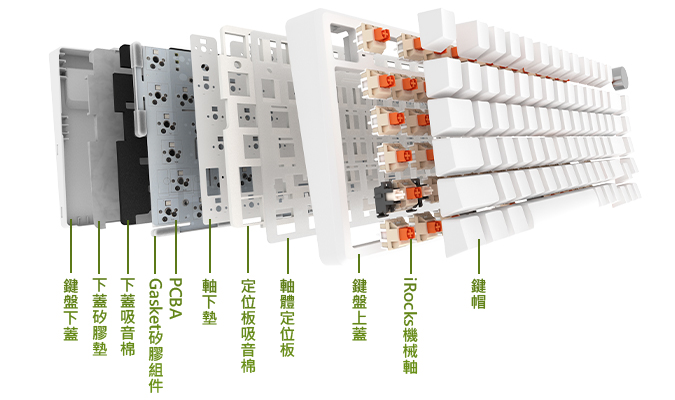 鍵盤下蓋
下蓋矽膠墊
下蓋吸音棉
PCBA
Gasket矽膠組件
軸下墊
定位板吸音棉
軸體定位板
鍵盤上蓋
iRocks機械軸
鍵帽